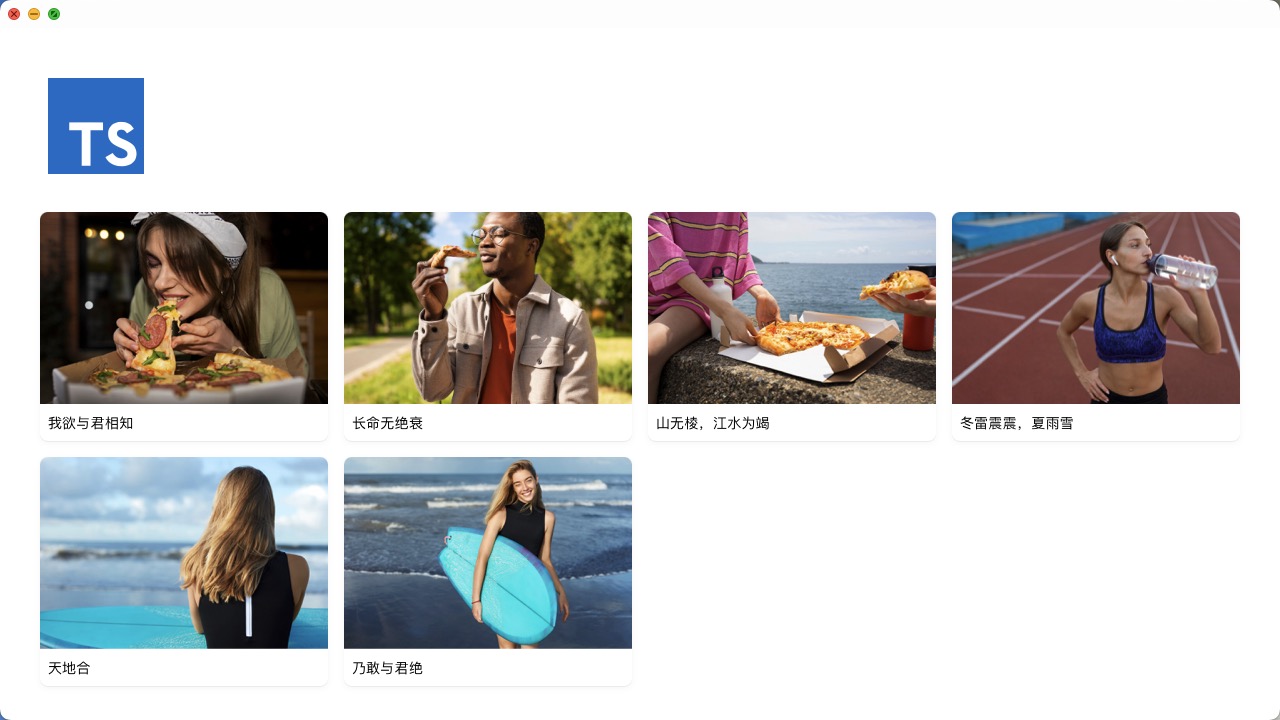 TS
我欲与君相知
长命无绝衰
山无棱，江水为竭
冬雷震震，夏雨雪
天地合
乃敢与君绝